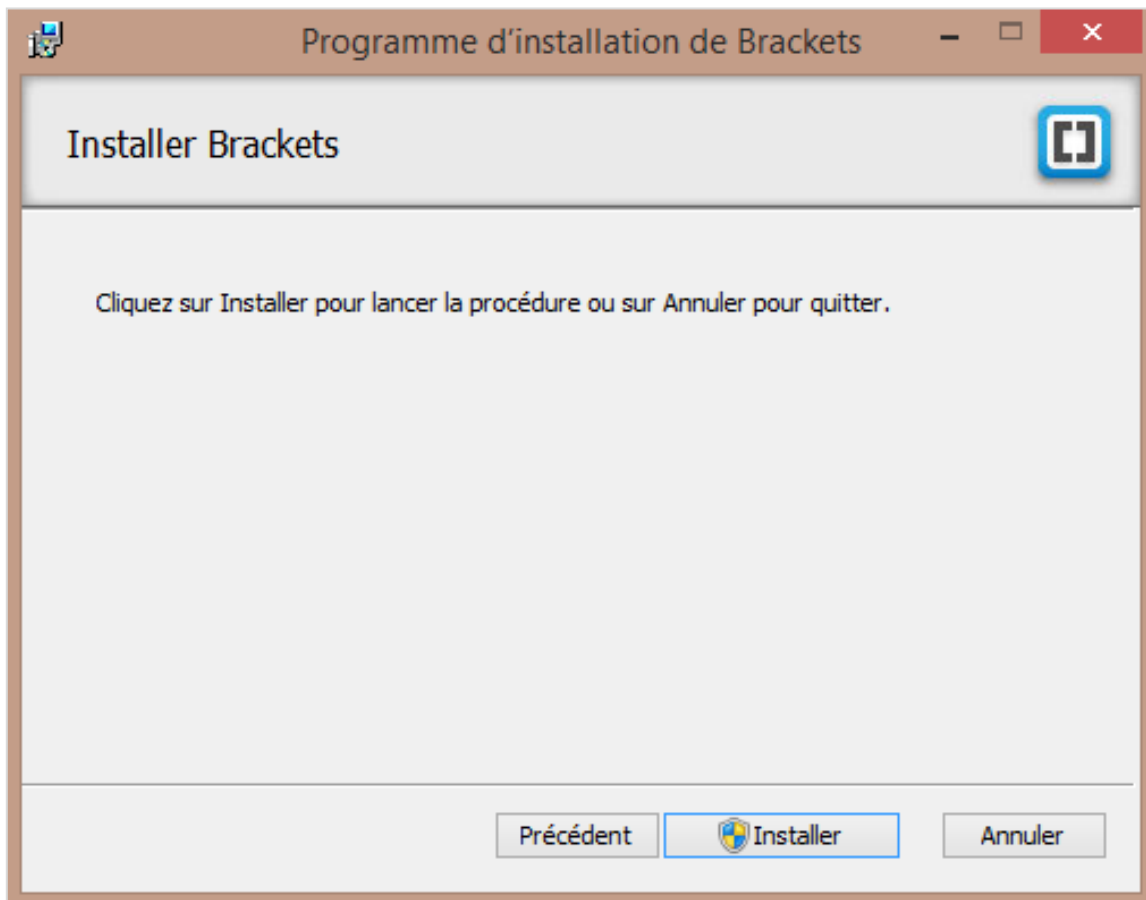 Programme d'installation de Brackets
Installer Brackets
Cliquez sur Installer pour lancer la procédure ou sur Annuler pour quitter.
Précédent
Installer
Annuler